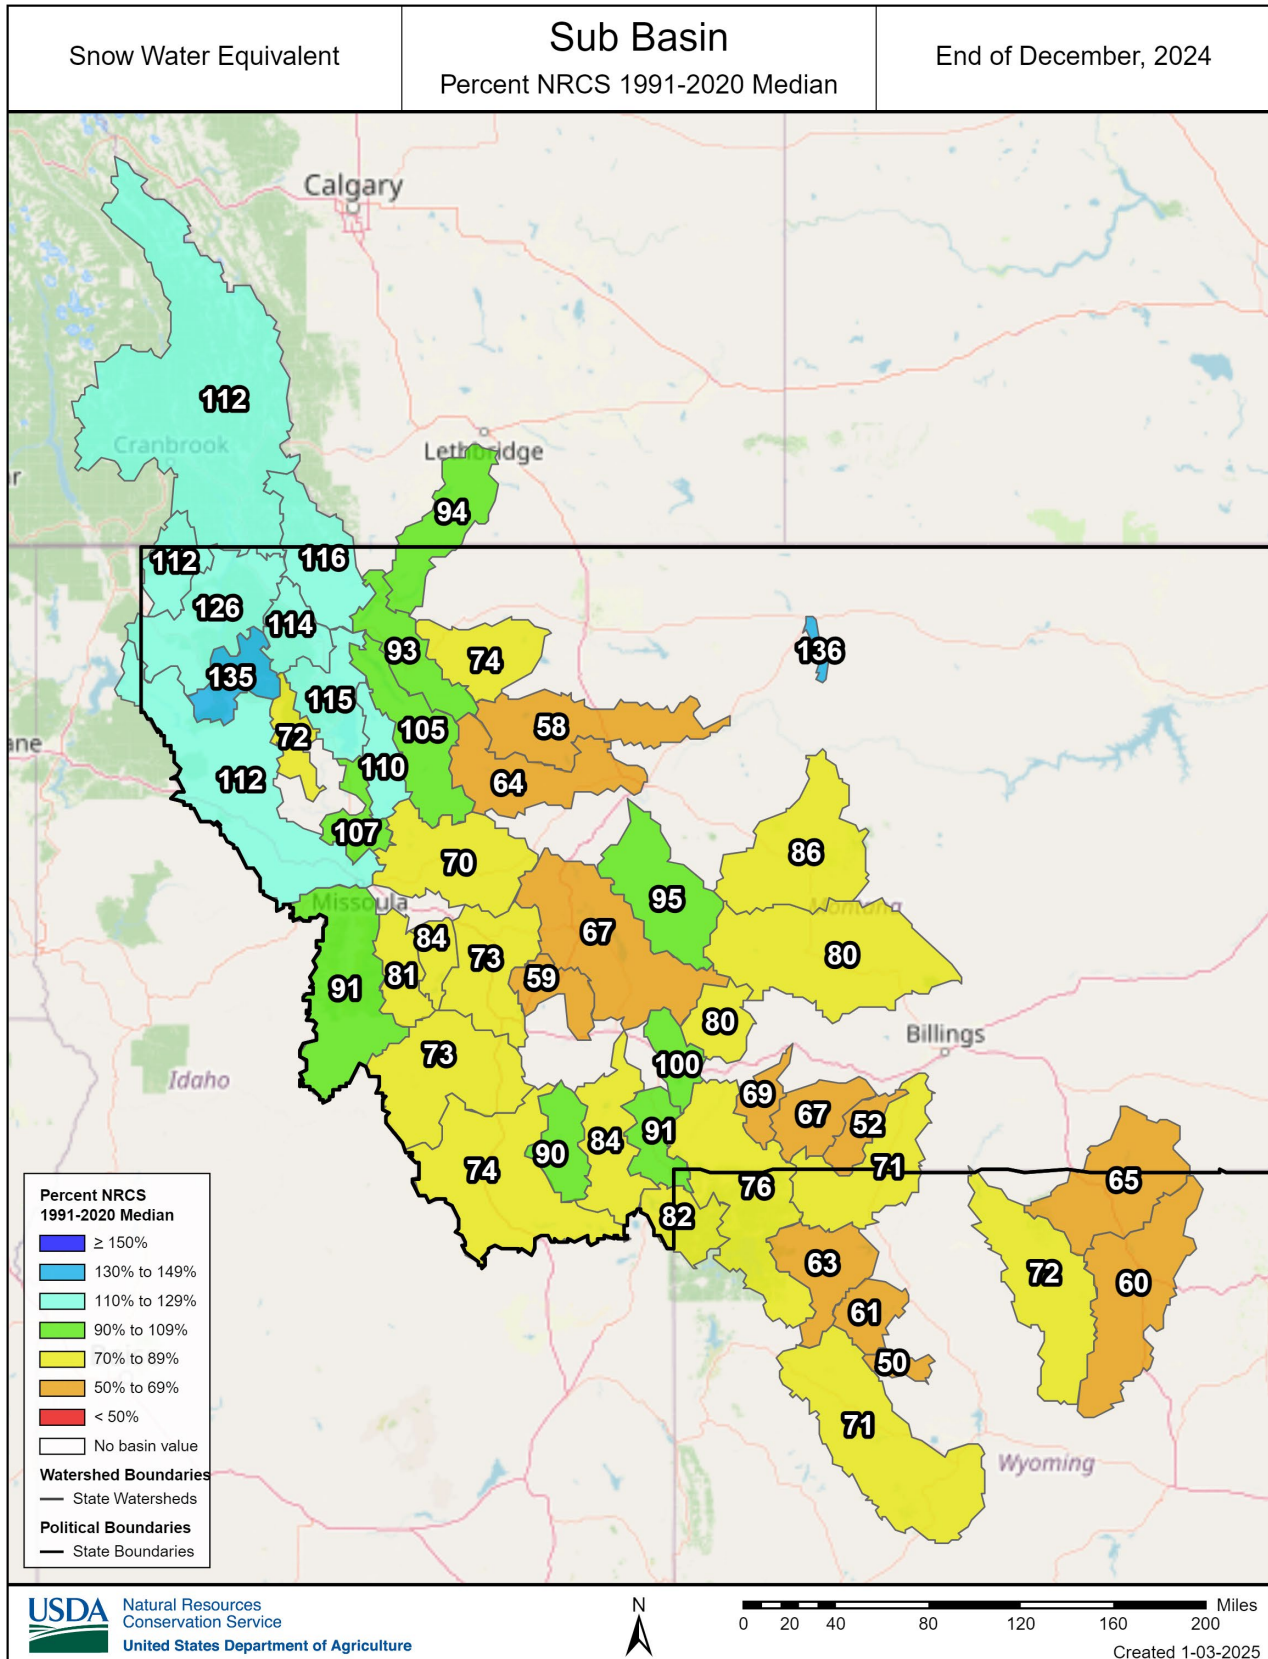 Snow Water Equivalent
Sub Basin
Percent NRCS 1991-2020 Median
End of December, 2024
Calgary
112
Cranbrook
Lethbridge
ar
94
112
116
126
114
93
136
74
135
115
105
58
72
ane
110
112
64
107
86
70
95
Missoula
Montana
67
84
73
80
59
81
91
80
Billings
73
100
Idaho
69
67
52
91
84
90
74
71
65
76
82
63
72
60
61
50
71
Wyoming
Percent NRCS
1991-2020 Median
≥ 150%
130% to 149%
110% to 129%
90% to 109%
70% to 89%
50% to 69%
< 50%
No basin value
Watershed Boundaries
State Watersheds
Political Boundaries
State Boundaries
USDA
Natural Resources
Conservation Service
United States Department of Agriculture
N
Miles
0 20 40 80 120 160 200
Created 1-03-2025